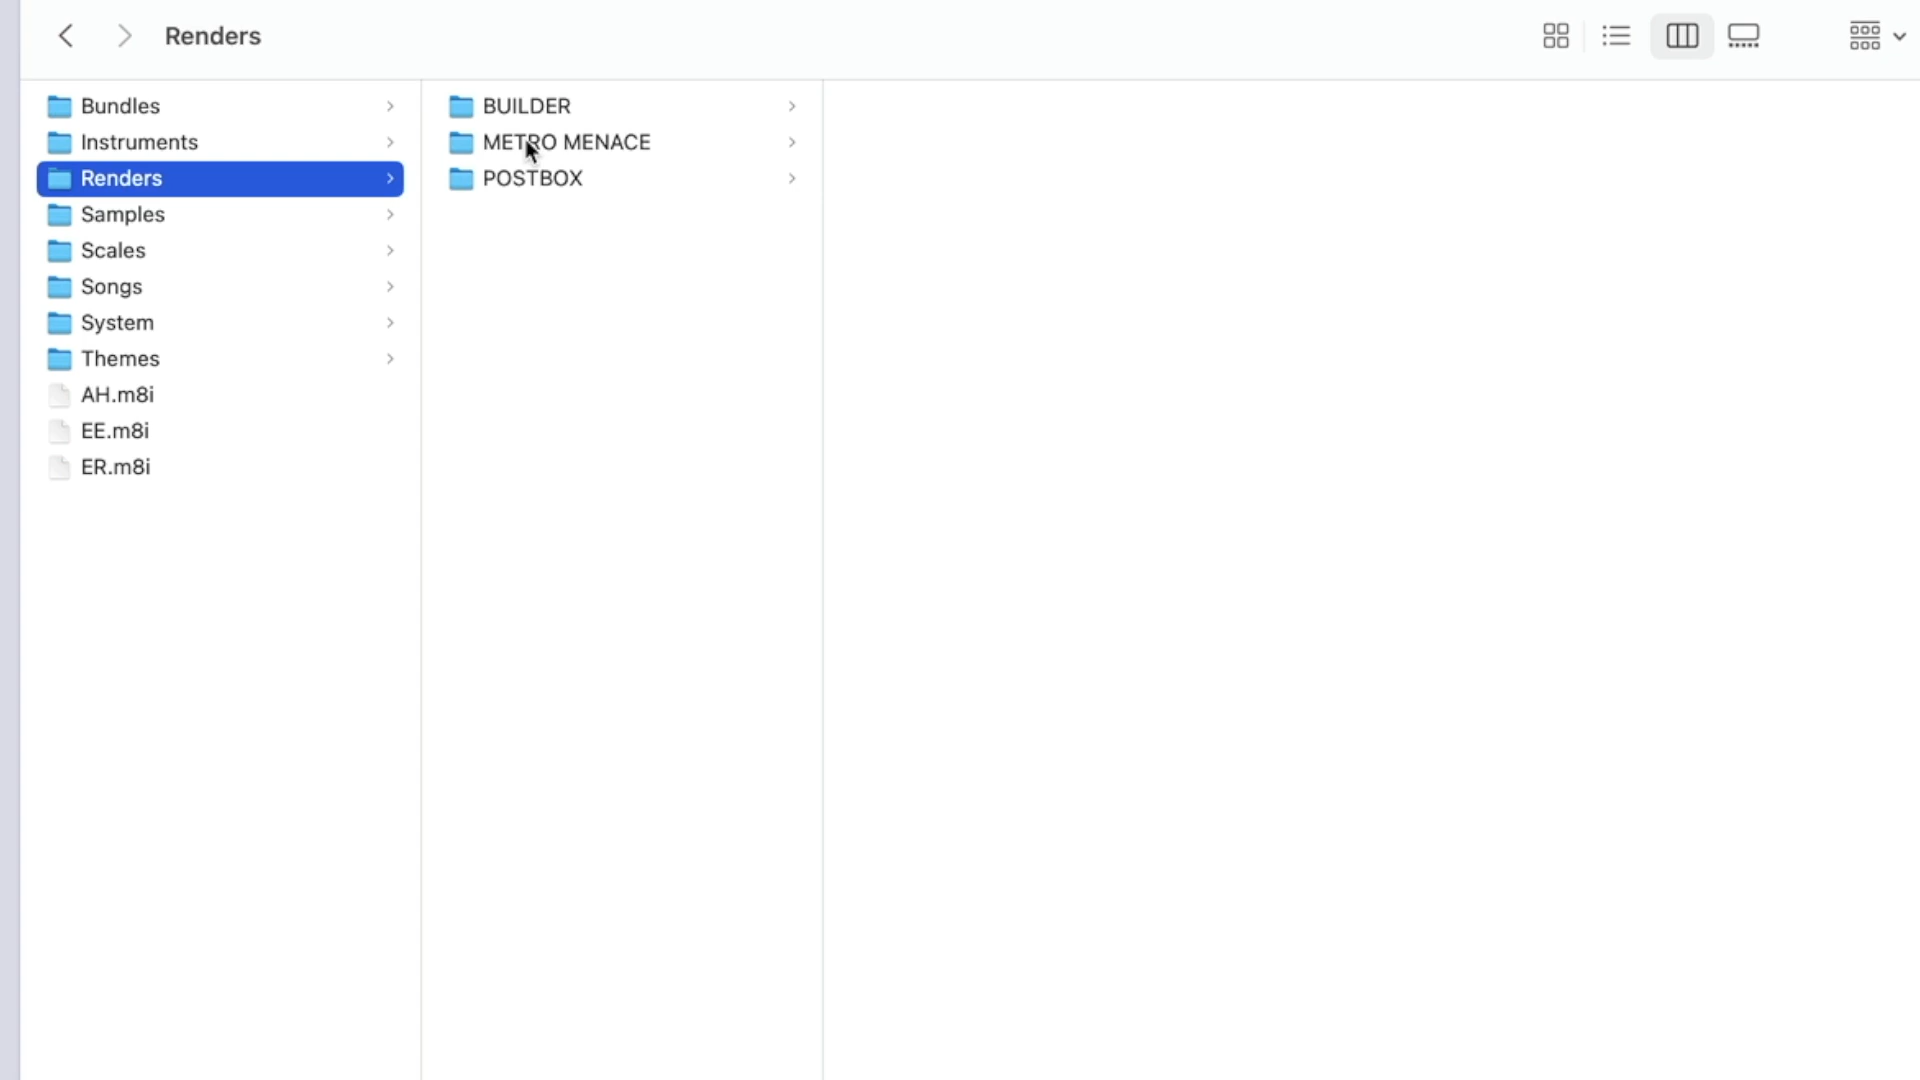 Renders
Bundles
Instruments
Renders
Samples
Scales
Songs
System
Themes
AH.m8i
EE.m8i
ER.m8i
BUILDER
METRO MENACE
POSTBOX